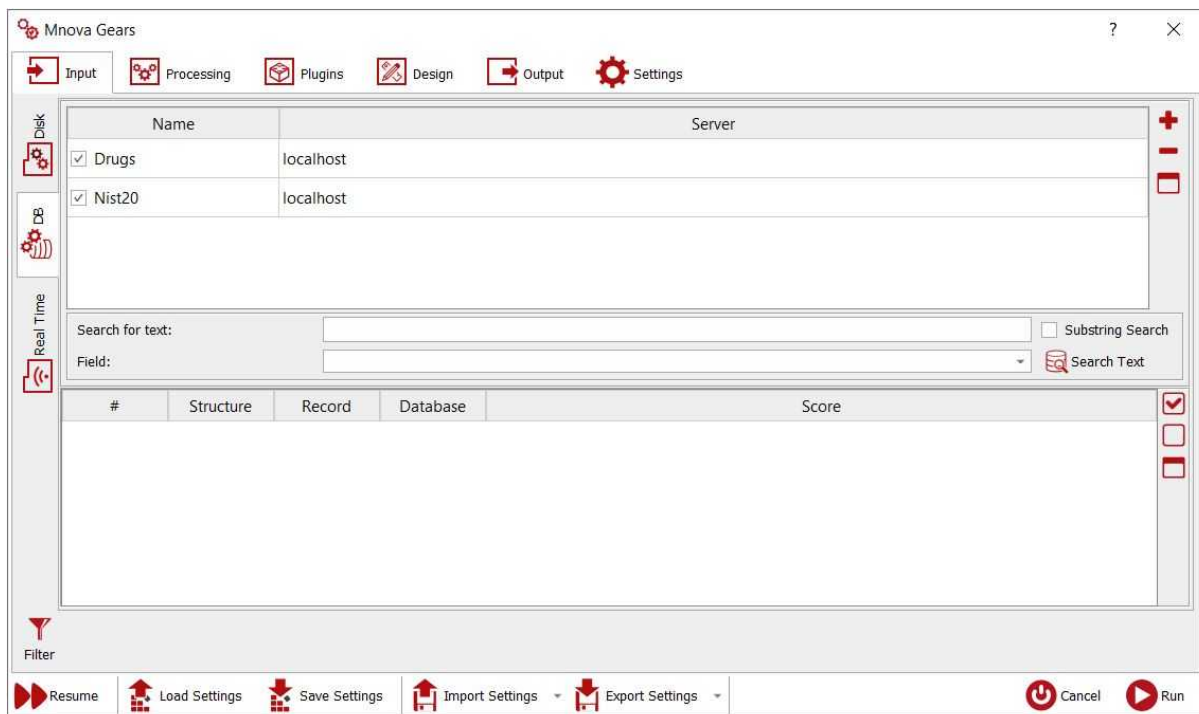 Mnova Gears ?
Input Processing Plugins Design Output Settings
Disk
DB
Real Time
Name Server
Drugs localhost
Nist20 localhost
Search for text: Substring Search
Field: Search Text
# Structure Record Database Score
Filter
Resume Load Settings Save Settings Import Settings Export Settings Cancel Run